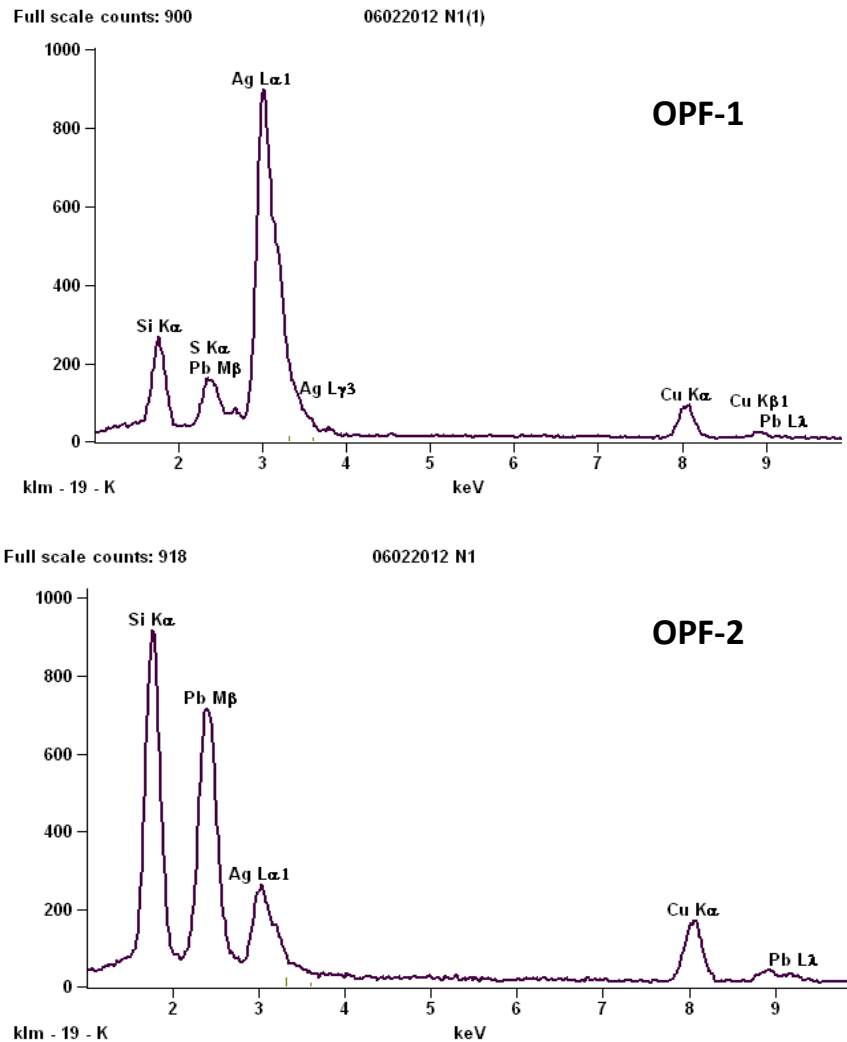 Full scale counts: 900 06022012 N1(1)
1000
Ag Lα1
OPF-1
800
600
400
Si Kα
S Kα
Pb Mβ
200
Ag Lγ3
Cu Kα
Cu Kβ1
Pb Lλ
0
2 3 4 5 6 7 8 9
klm - 19 - K keV
Full scale counts: 918 06022012 N1
1000
Si Kα
OPF-2
800
Pb Mβ
600
400
Ag Lα1
200
Cu Kα
Pb Lλ
0
2 3 4 5 6 7 8 9
klm - 19 - K keV